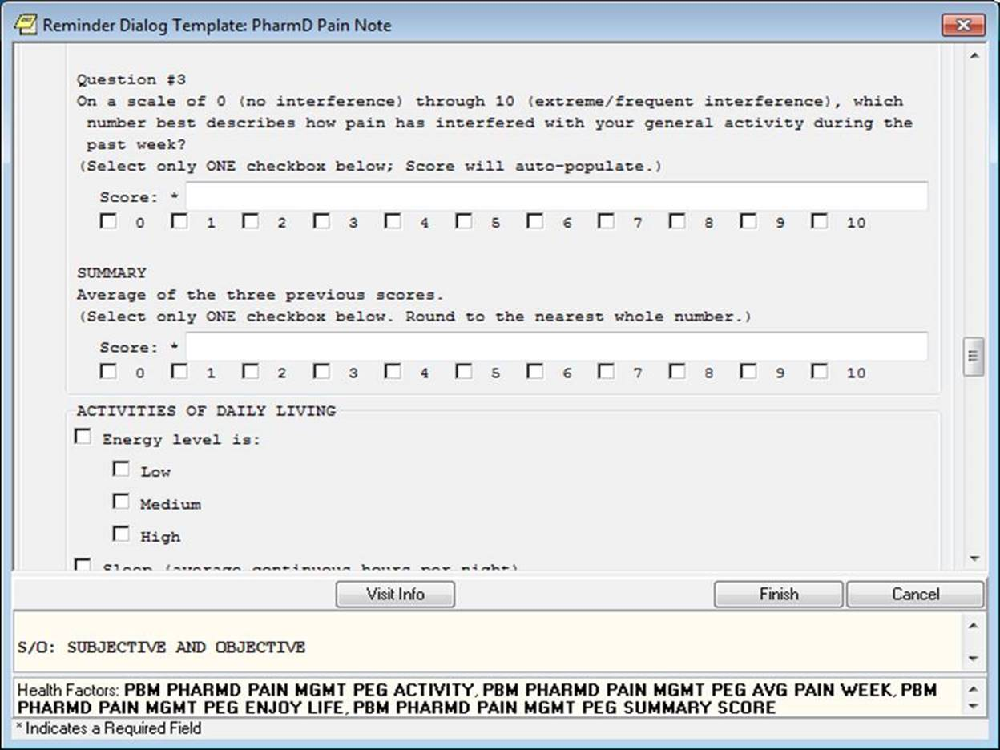 Reminder Dialog Template: PharmD Pain Note
Question #3
On a scale of 0 (no interference) through 10 (extreme/frequent interference), which
number best describes how pain has interfered with your general activity during the
past week?
(Select only ONE checkbox below; Score will auto-populate.)
Score: *
0 1 2 3 4 5 6 7 8 9 10
SUMMARY
Average of the three previous scores.
(Select only ONE checkbox below. Round to the nearest whole number.)
Score: *
0 1 2 3 4 5 6 7 8 9 10
ACTIVITIES OF DAILY LIVING
Energy level is:
Low
Medium
High
Sleep (average continuous hours per night)
Visit Info Finish Cancel
S/O: SUBJECTIVE AND OBJECTIVE
Health Factors: PBM PHARMD PAIN MGMT PEG ACTIVITY, PBM PHARMD PAIN MGMT PEG AVG PAIN WEEK, PBM
PHARMD PAIN MGMT PEG ENJOY LIFE, PBM PHARMD PAIN MGMT PEG SUMMARY SCORE
* Indicates a Required Field